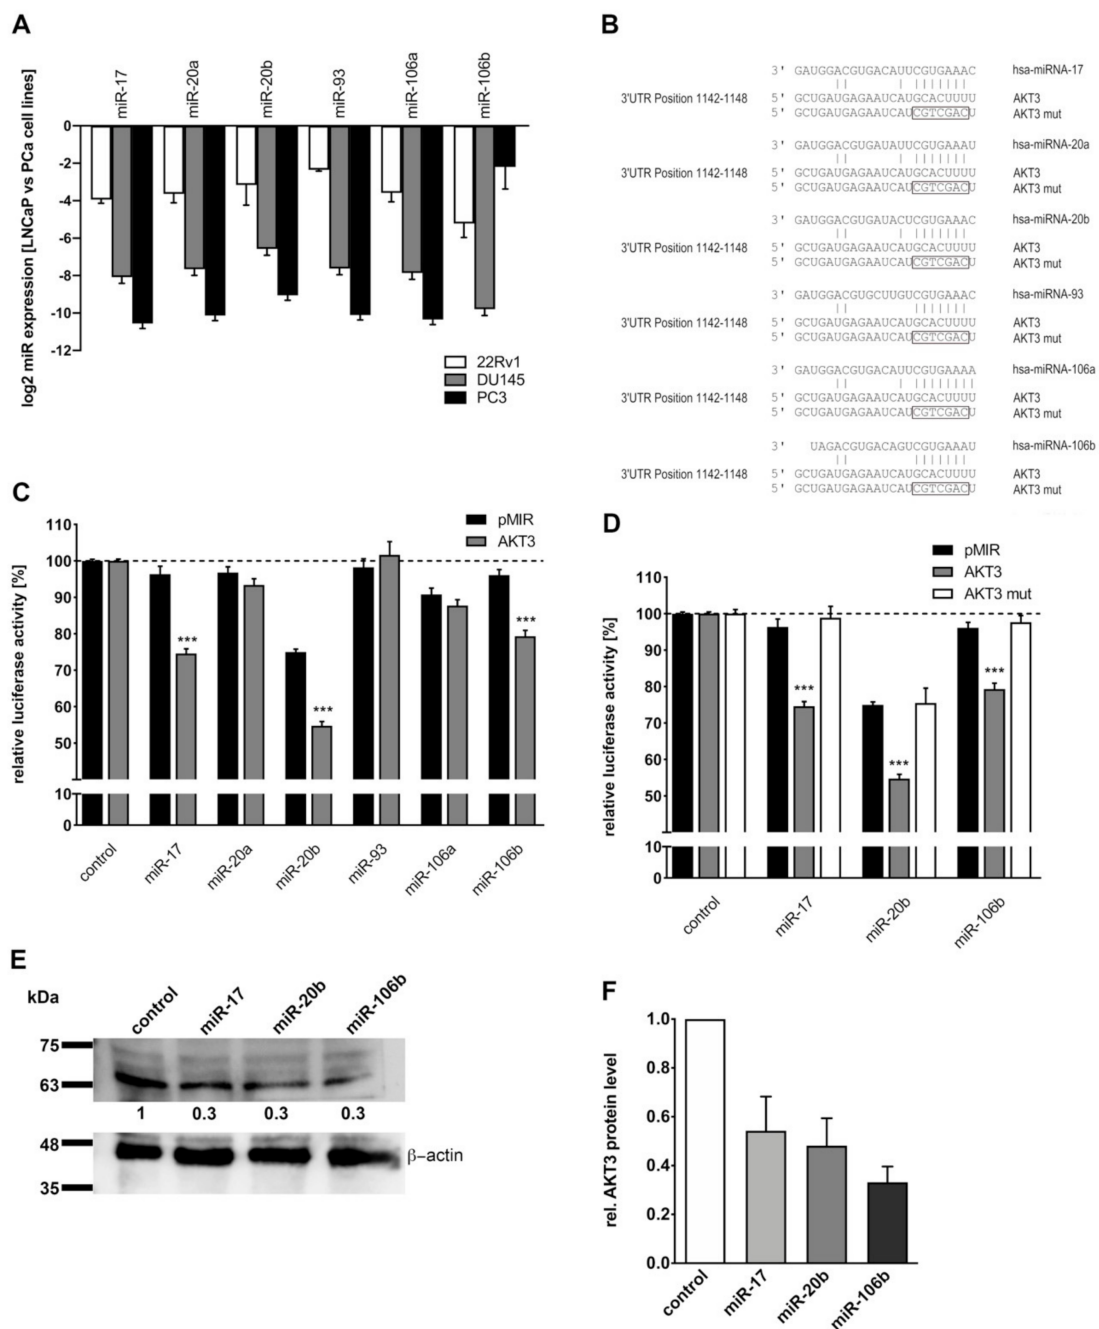 A
miR-17
miR-20a
miR-20b
miR-93
miR-106a
miR-106b
log2 miR expression [LNCaP vs PCa cell lines]
0
-2
-4
-6
-8
-10
-12
22Rv1
DU145
PC3
B
3' GAUGGACGUGACAUUCGUGAAAC hsa-miRNA-17
3'UTR Position 1142-1148 5' GCUGAUGAGAAUCAUGCACUUUU AKT3
5' GCUGAUGAGAAUCAUCGTCGACU AKT3 mut
3' GAUGGACGUGAUAUUCGUGAAAU hsa-miRNA-20a
3'UTR Position 1142-1148 5' GCUGAUGAGAAUCAUGCACUUUU AKT3
5' GCUGAUGAGAAUCAUCGTCGACU AKT3 mut
3' GAUGGACGUGAUACUCGUGAAAC hsa-miRNA-20b
3'UTR Position 1142-1148 5' GCUGAUGAGAAUCAUGCACUUUU AKT3
5' GCUGAUGAGAAUCAUCGTCGACU AKT3 mut
3' GAUGGACGUGCUUGUCGUGAAAC hsa-miRNA-93
3'UTR Position 1142-1148 5' GCUGAUGAGAAUCAUGCACUUUU AKT3
5' GCUGAUGAGAAUCAUCGTCGACU AKT3 mut
3' GAUGGACGUGACAUUCGUGAAAA hsa-miRNA-106a
3'UTR Position 1142-1148 5' GCUGAUGAGAAUCAUGCACUUUU AKT3
5' GCUGAUGAGAAUCAUCGTCGACU AKT3 mut
3' UAGACGUGACAGUCGUGAAAU hsa-miRNA-106b
3'UTR Position 1142-1148 5' GCUGAUGAGAAUCAUGCACUUUU AKT3
5' GCUGAUGAGAAUCAUCGTCGACU AKT3 mut
C
pMIR
AKT3
relative luciferase activity [%]
110
100
90
80
70
60
50
10
0
***
***
***
control
miR-17
miR-20a
miR-20b
miR-93
miR-106a
miR-106b
D
pMIR
AKT3
AKT3 mut
relative luciferase activity [%]
110
100
90
80
70
60
50
10
0
***
***
***
control
miR-17
miR-20b
miR-106b
E
kDa
control
miR-17
miR-20b
miR-106b
75
63
1 0.3 0.3 0.3
48
β-actin
35
F
rel. AKT3 protein level
1.0
0.8
0.6
0.4
0.2
0.0
control
miR-17
miR-20b
miR-106b